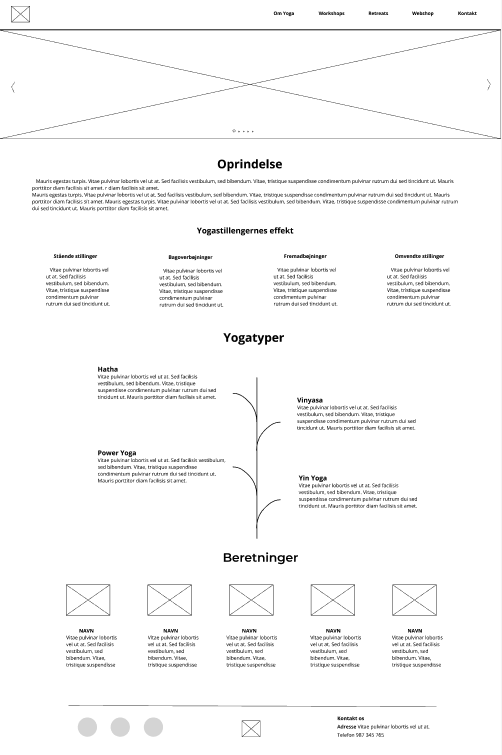 Om Yoga Workshops Retreats Webshop Kontakt
Oprindelse
Mauris egestas turpis. Vitae pulvinar lobortis vel ut at. Sed facilisis vestibulum, sed bibendum. Vitae, tristique suspendisse condimentum pulvinar rutrum dui sed tincidunt ut. Mauris
porttitor diam facilisis sit amet. r diam facilisis sit amet.
Mauris egestas turpis. Vitae pulvinar lobortis vel ut at. Sed facilisis vestibulum, sed bibendum. Vitae, tristique suspendisse condimentum pulvinar rutrum dui sed tincidunt ut. Mauris porttitor
diam facilisis sit amet. Mauris egestas turpis. Vitae pulvinar lobortis vel ut at. Sed facilisis vestibulum, sed bibendum. Vitae, tristique suspendisse condimentum pulvinar rutrum
dui sed tincidunt ut. Mauris porttitor diam facilisis sit amet.
Yogastillengernes effekt
Stående stillinger
Vitae pulvinar lobortis vel
ut at. Sed facilisis
vestibulum, sed bibendum.
Vitae, tristique suspendisse
condimentum pulvinar
rutrum dui sed tincidunt ut.
Bagoverbøjninger
Vitae pulvinar lobortis vel
ut at. Sed facilisis
vestibulum, sed bibendum.
Vitae, tristique suspendisse
condimentum pulvinar
rutrum dui sed tincidunt ut.
Fremadbøjninger
Vitae pulvinar lobortis vel
ut at. Sed facilisis
vestibulum, sed bibendum.
Vitae, tristique suspendisse
condimentum pulvinar
rutrum dui sed tincidunt ut.
Omvendte stillinger
Vitae pulvinar lobortis vel
ut at. Sed facilisis
vestibulum, sed bibendum.
Vitae, tristique suspendisse
condimentum pulvinar
rutrum dui sed tincidunt ut.
Yogatyper
Hatha
Vitae pulvinar lobortis vel ut at. Sed facilisis
vestibulum, sed bibendum. Vitae, tristique
suspendisse condimentum pulvinar rutrum dui sed
tincidunt ut. Mauris porttitor diam facilisis sit amet.
Vinyasa
Vitae pulvinar lobortis vel ut at. Sed facilisis
vestibulum, sed bibendum. Vitae, tristique
suspendisse condimentum pulvinar rutrum dui sed
tincidunt ut. Mauris porttitor diam facilisis sit amet.
Power Yoga
Vitae pulvinar lobortis vel ut at. Sed facilisis vestibulum,
sed bibendum. Vitae, tristique suspendisse
condimentum pulvinar rutrum dui sed tincidunt ut.
Mauris porttitor diam facilisis sit amet.
Yin Yoga
Vitae pulvinar lobortis vel ut at. Sed facilisis
vestibulum, sed bibendum. Vitae, tristique
suspendisse condimentum pulvinar rutrum dui sed
tincidunt ut. Mauris porttitor diam facilisis sit amet.
Beretninger
NAVN
Vitae pulvinar lobortis
vel ut at. Sed facilisis
vestibulum, sed
bibendum. Vitae,
tristique suspendisse
NAVN
Vitae pulvinar lobortis
vel ut at. Sed facilisis
vestibulum, sed
bibendum. Vitae,
tristique suspendisse
NAVN
Vitae pulvinar lobortis
vel ut at. Sed facilisis
vestibulum, sed
bibendum. Vitae,
tristique suspendisse
NAVN
Vitae pulvinar lobortis
vel ut at. Sed facilisis
vestibulum, sed
bibendum. Vitae,
tristique suspendisse
NAVN
Vitae pulvinar lobortis
vel ut at. Sed facilisis
vestibulum, sed
bibendum. Vitae,
tristique suspendisse
Kontakt os
Adresse Vitae pulvinar lobortis vel ut at.
Telefon 987 345 765